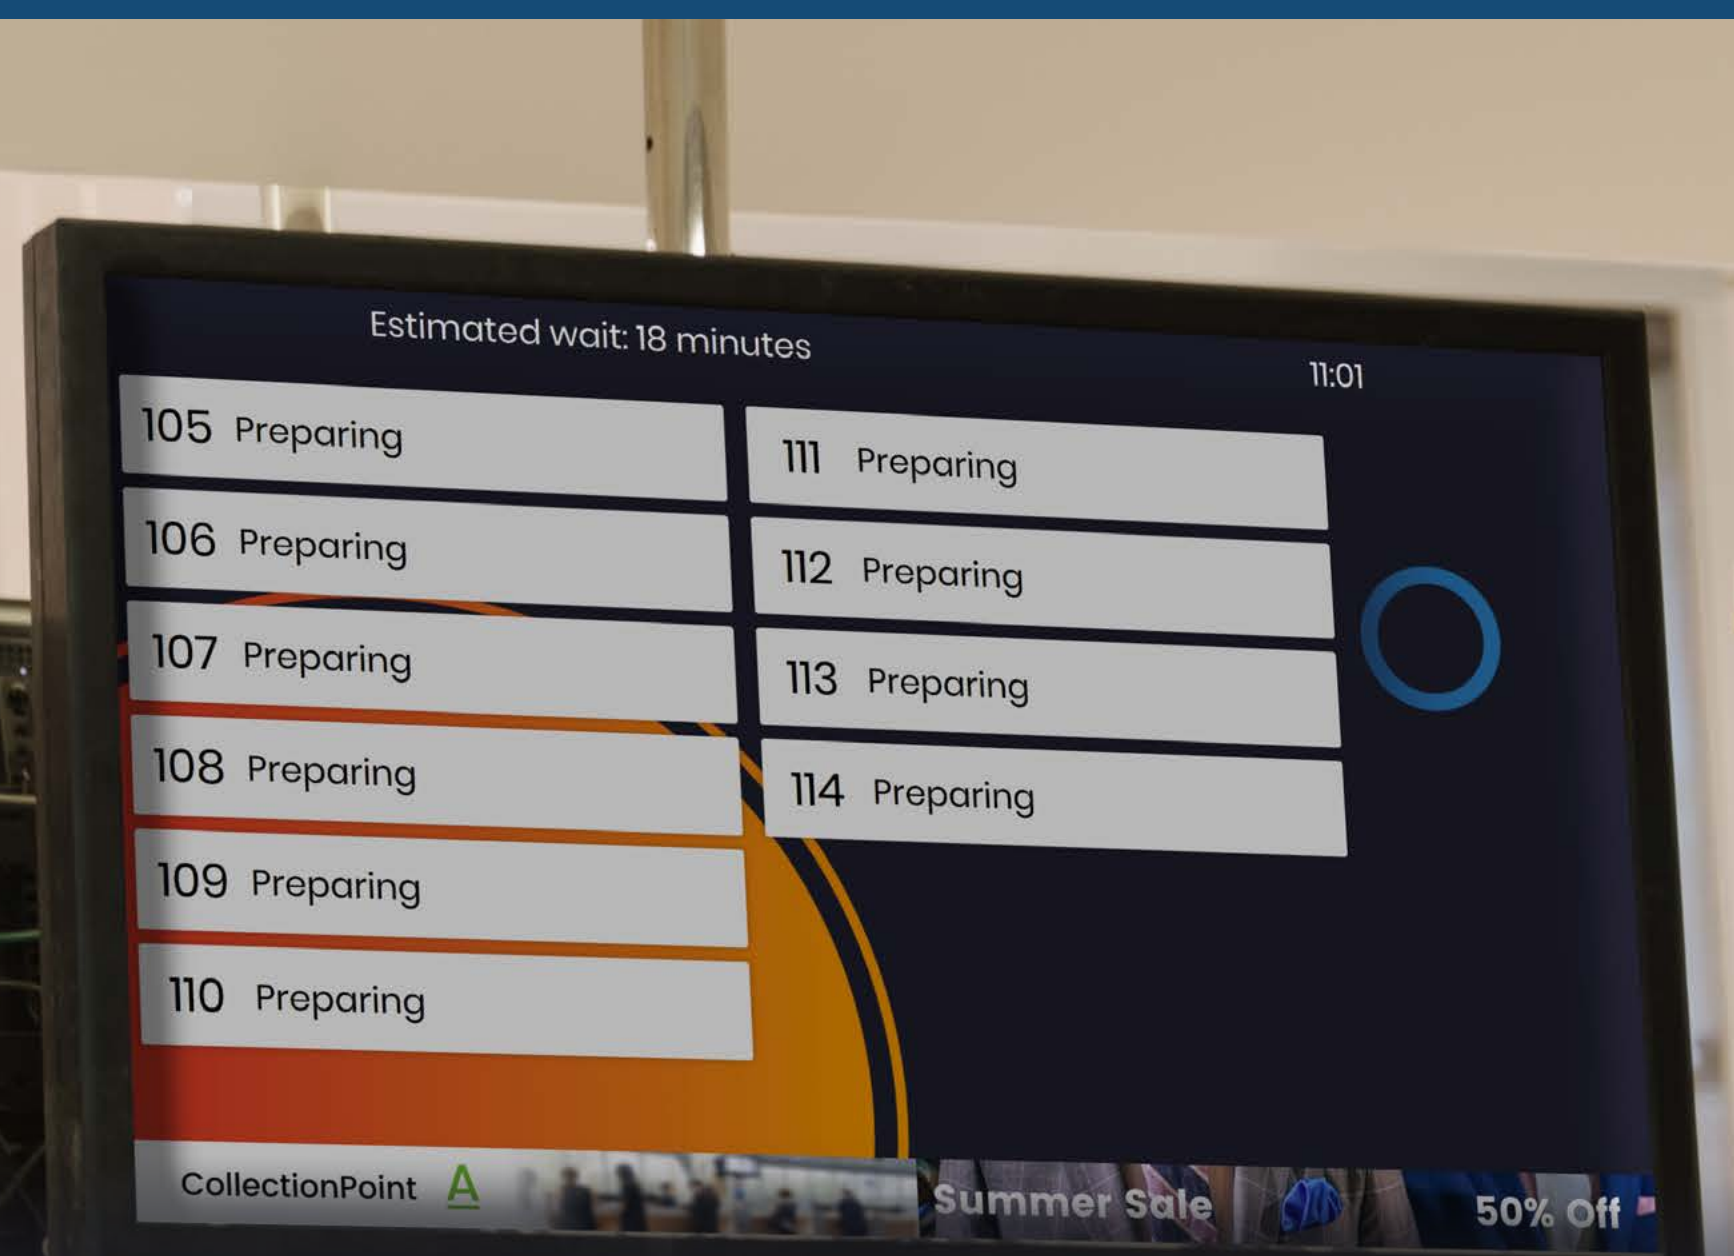 Estimated wait: 18 minutes
11:01
105 Preparing
106 Preparing
107 Preparing
108 Preparing
109 Preparing
110 Preparing
111 Preparing
112 Preparing
113 Preparing
114 Preparing
CollectionPoint A
Summer Sale
50% Off